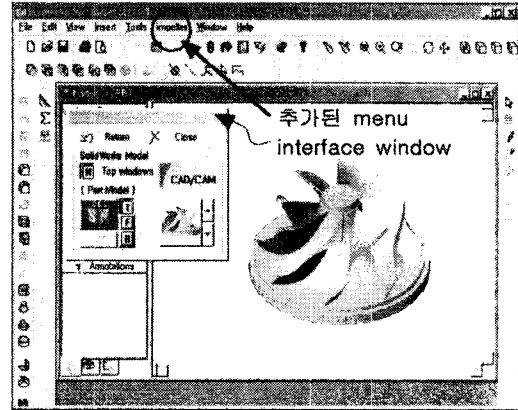 File Edit View Insert Tools Impeller Window Help
추가된 menu
interface window
Return Close
SolidWorks Model
Top windows
CAD/CAM
( Part Model )
T
F
R
Annotations